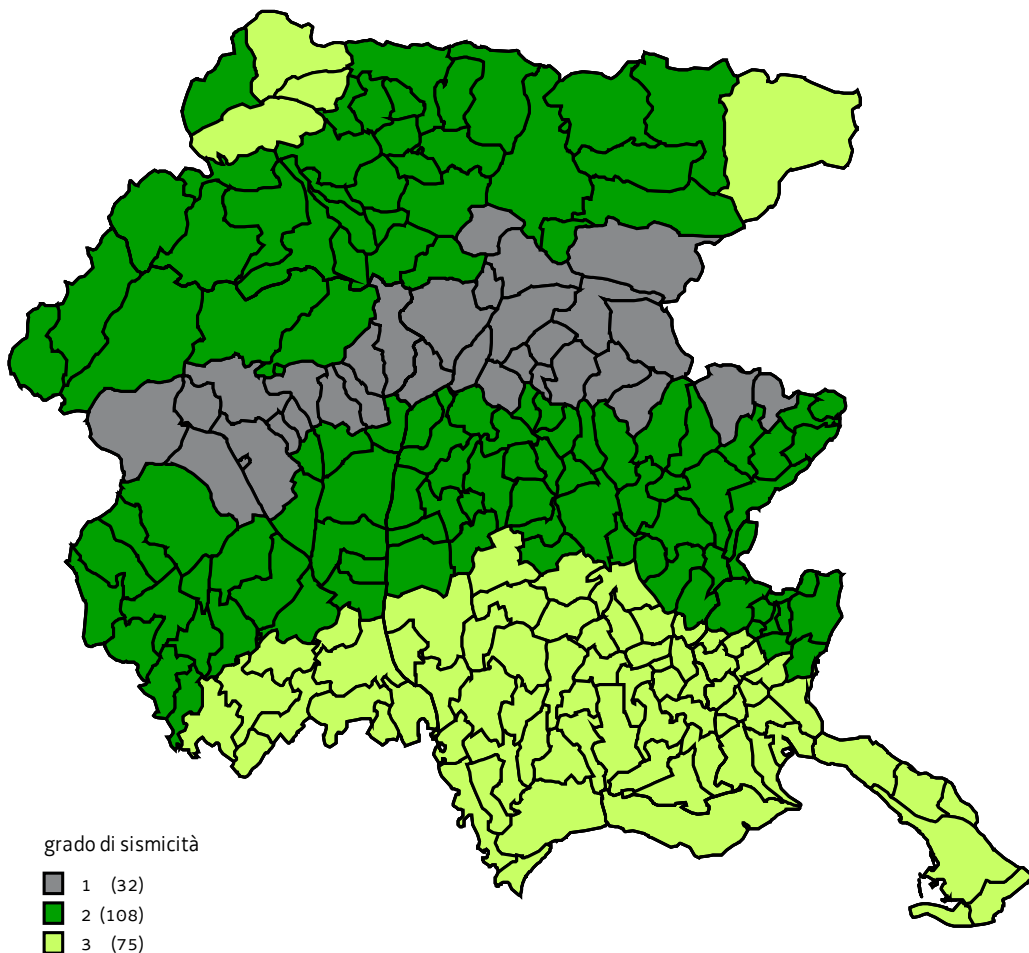 grado di sismicità
1 (32)
2 (108)
3 (75)